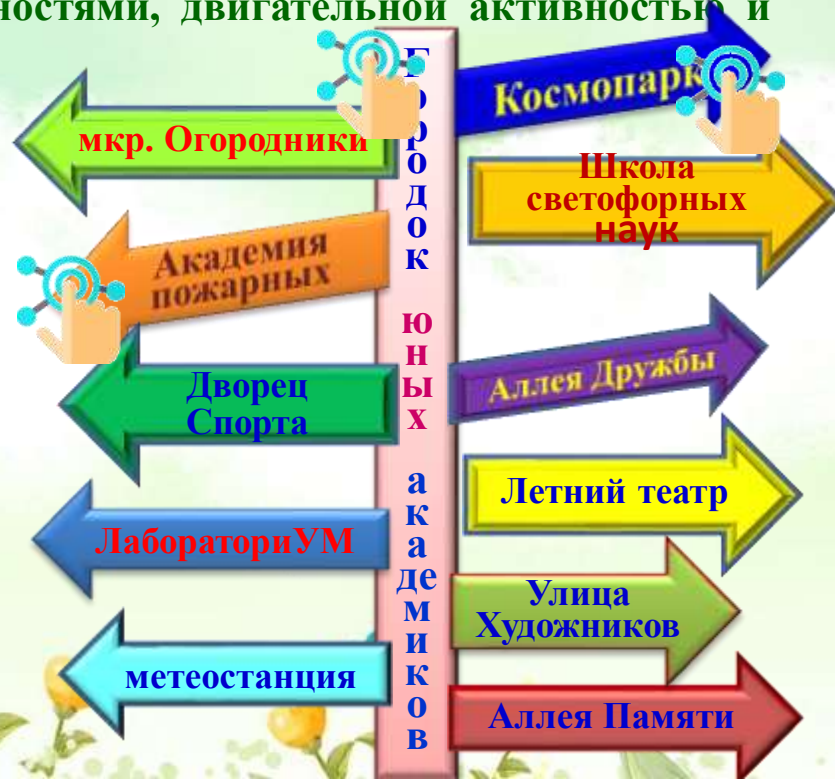 ностями, двигательной активностью и
Городок юных академиков
мкр. Огородники
Академия
пожарных
Дворец
Спорта
ЛабораториУМ
метеостанция
Космопарк
Школа
светофорных
наук
Аллея Дружбы
Летний театр
Улица
Художников
Аллея Памяти